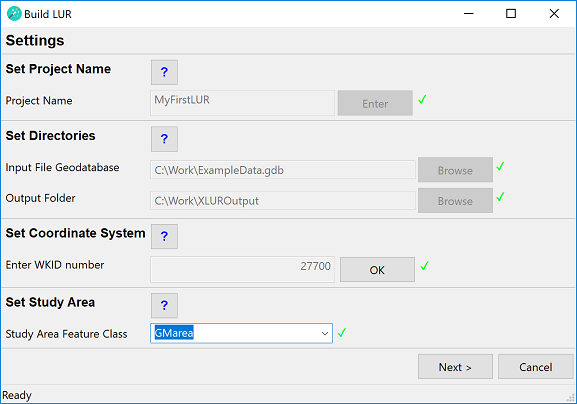 Build LUR
Settings
Set Project Name ?
Project Name MyFirstLUR Enter ✓
Set Directories ?
Input File Geodatabase C:\Work\ExampleData.gdb Browse ✓
Output Folder C:\Work\XLUROutput Browse ✓
Set Coordinate System ?
Enter WKID number 27700 OK ✓
Set Study Area ?
Study Area Feature Class GMarea ✓
Next > Cancel
Ready